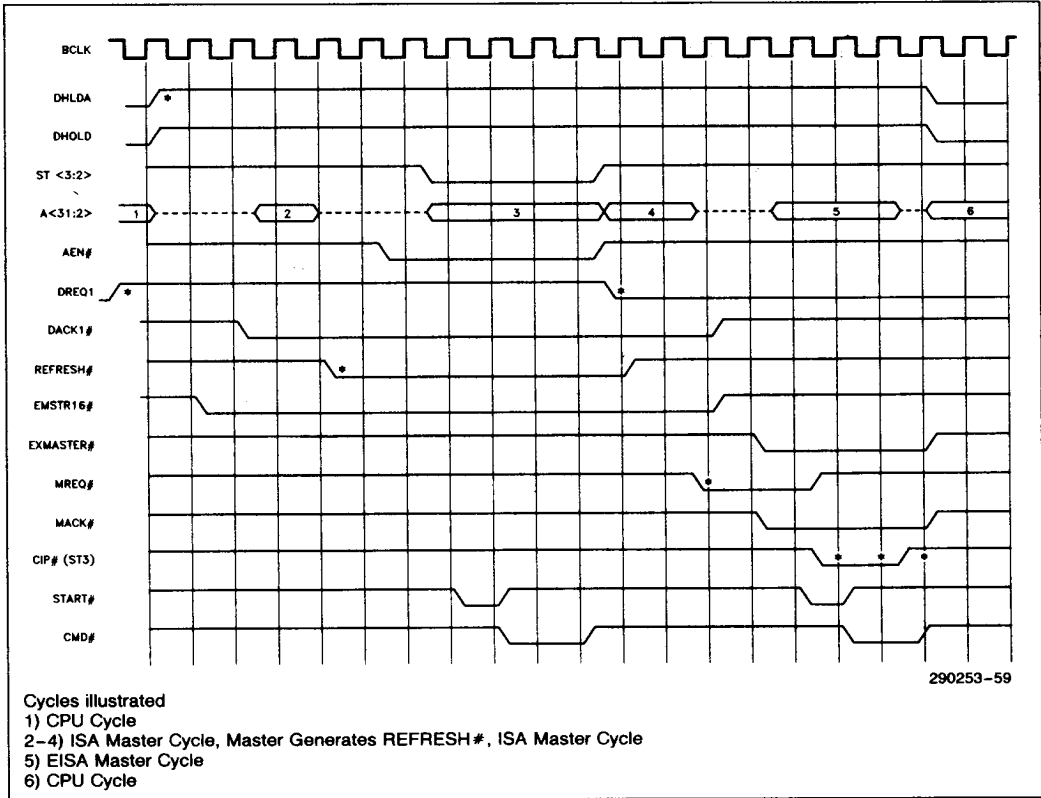 BCLK
DHLDA
*
DHOLD
ST <3:2>
A<31:2>
1
2
3
4
5
6
AEN#
DREQ1
*
*
DACK1#
REFRESH#
*
EMSTR16#
EXMASTER#
MREQ#
*
MACK#
CIP# (ST3)
*
*
*
START#
CMD#
290253-59
Cycles illustrated
1) CPU Cycle
2-4) ISA Master Cycle, Master Generates REFRESH#, ISA Master Cycle
5) EISA Master Cycle
6) CPU Cycle